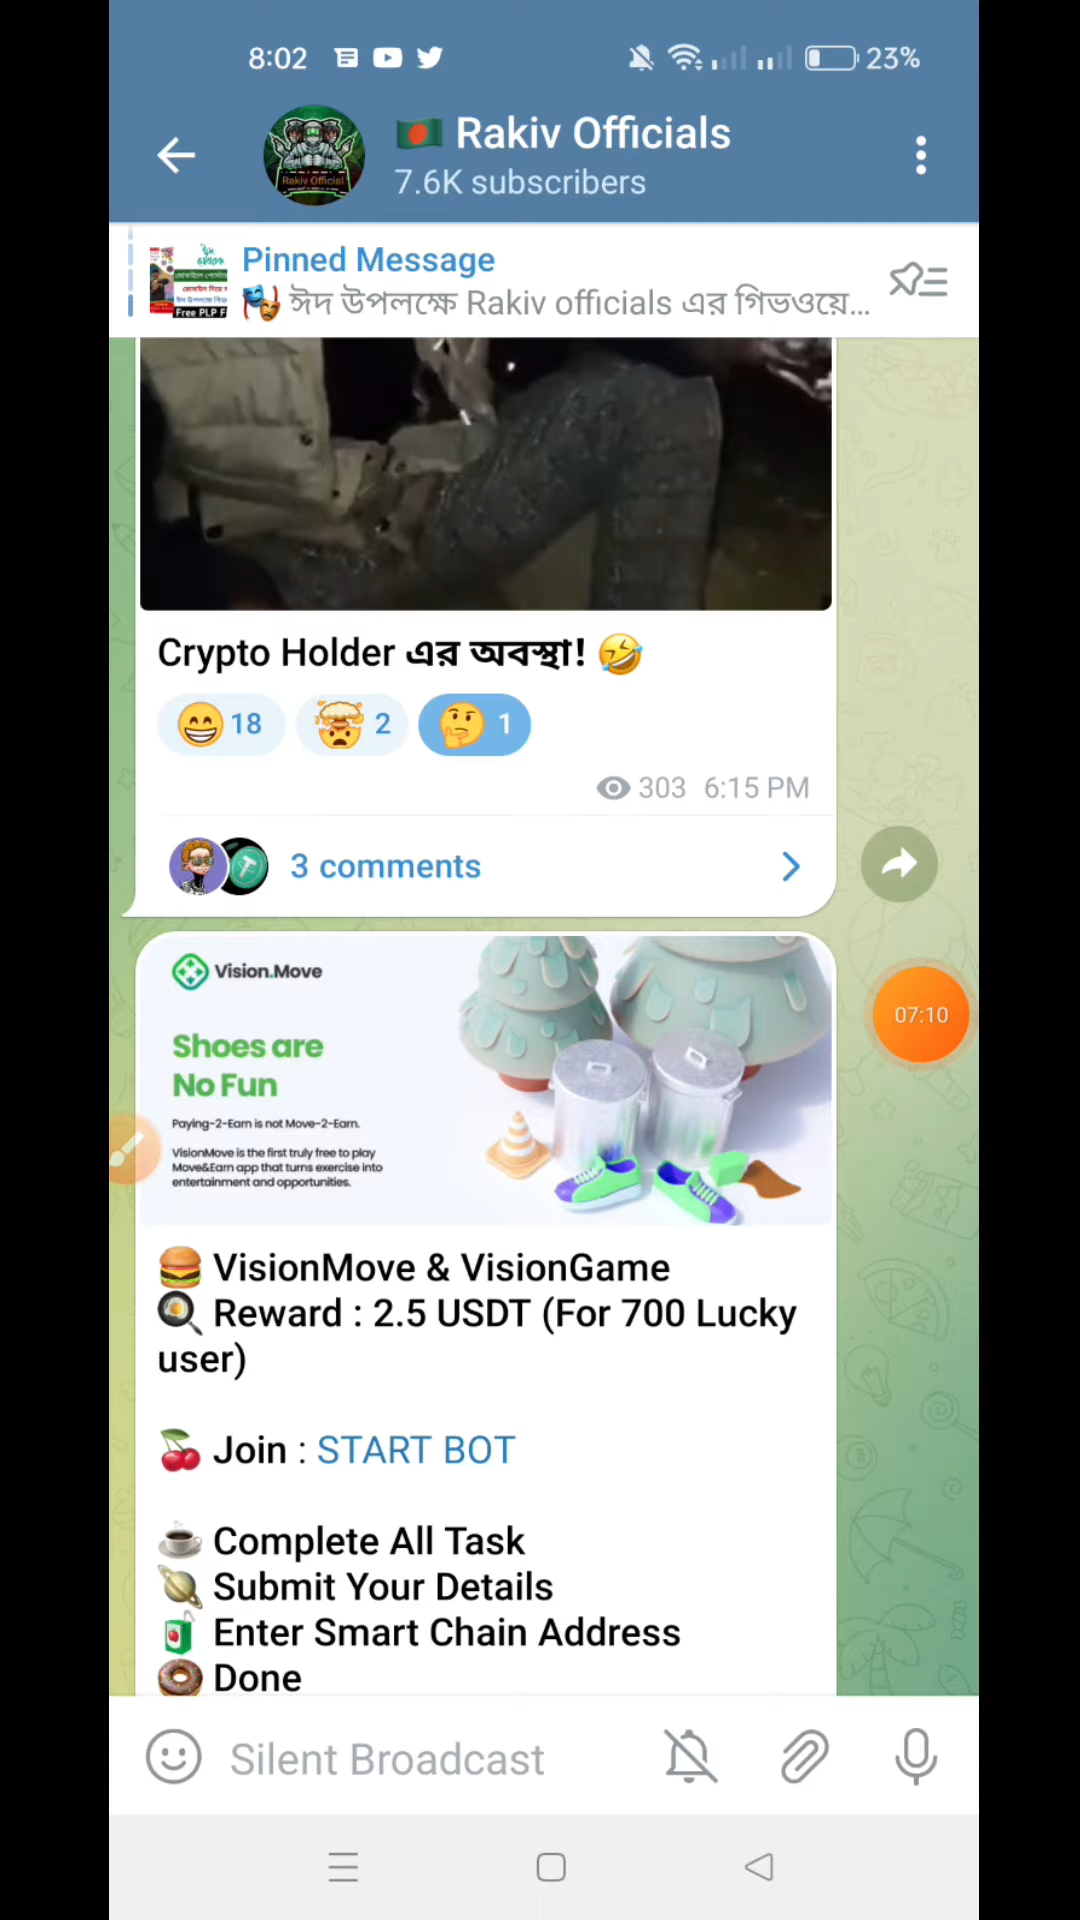 8:02
23%
Rakiv Officials
7.6K subscribers
Rakiv Official
Pinned Message
ঈদ উপলক্ষে Rakiv officials এর গিভওয়ে...
Free PLP F
Crypto Holder এর অবস্থা! 🤣
😁 18 🤯 2 🤔 1
303 6:15 PM
3 comments
Vision.Move
Shoes are
No Fun
Paying-2-Earn is not Move-2-Earn.
VisionMove is the first truly free to play
Move&Earn app that turns exercise into
entertainment and opportunities.
07:10
🍔 VisionMove & VisionGame
🍳 Reward : 2.5 USDT (For 700 Lucky
user)
🍒 Join : START BOT
☕ Complete All Task
🪐 Submit Your Details
🧃 Enter Smart Chain Address
🍩 Done
Silent Broadcast